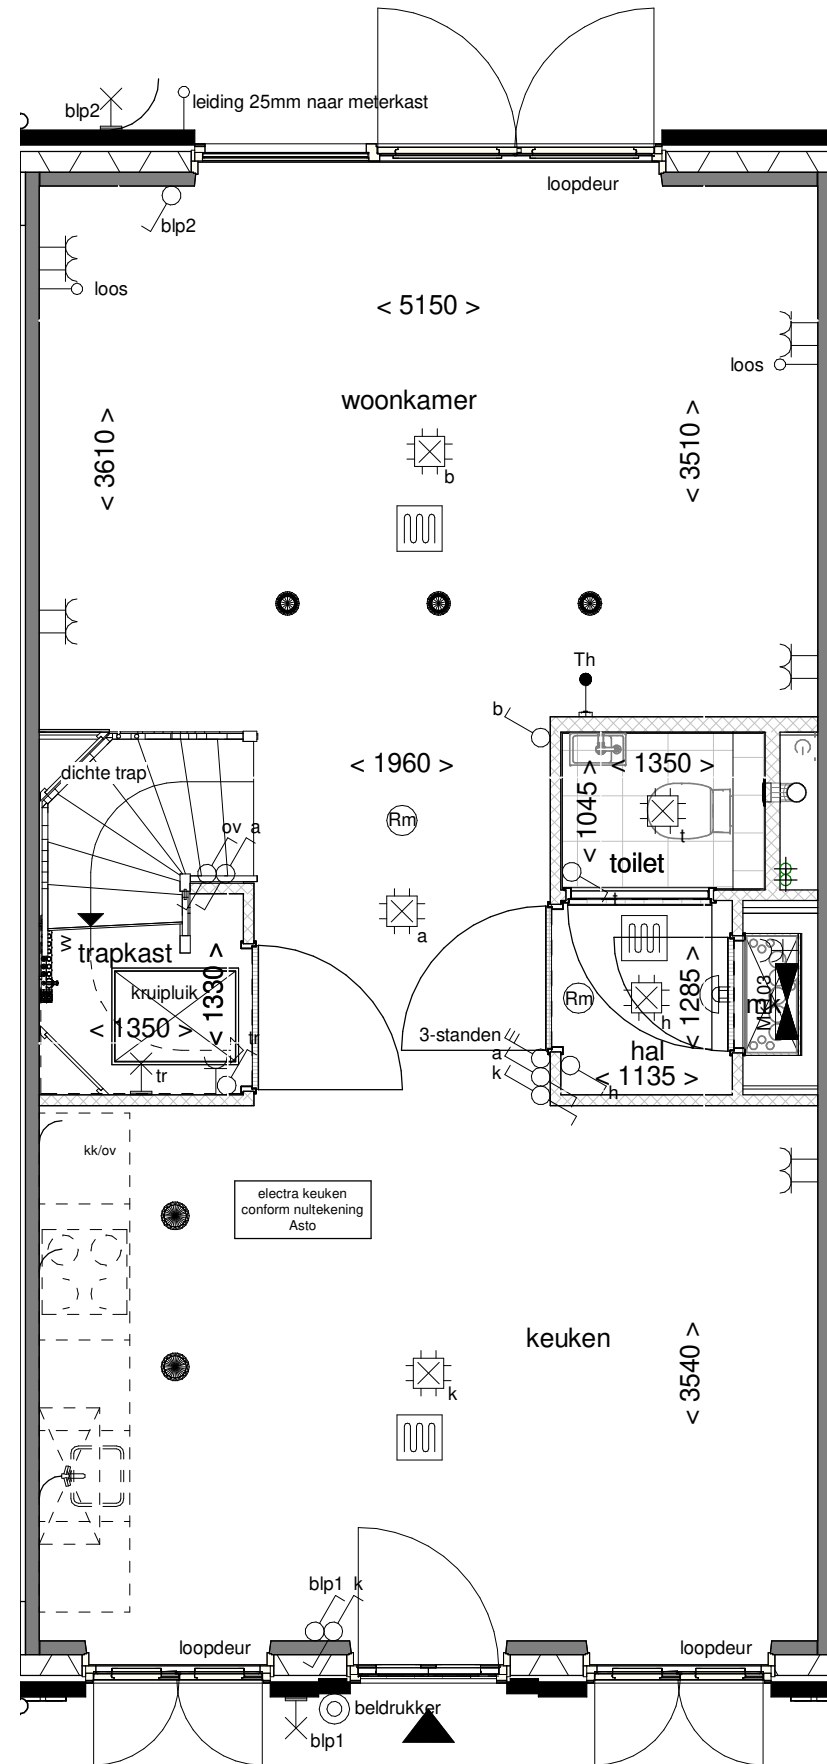 blp2
leiding 25mm naar meterkast
loopdeur
blp2
loos
< 5150 >
loos
woonkamer
< 3610 >
< 3510 >
b
Th
b
dichte trap
< 1960 >
< 1350 >
< 1045 >
ov a
Rm
t
toilet
t
a
trapkast
kruipluik
< 1330 >
< 1350 >
tr
tr
Rm
h
< 1285 >
mk
3-standen
a
k
hal
< 1135 >
h
kk/ov
electra keuken
conform nultekening
Asto
keuken
< 3540 >
k
blp1 k
loopdeur
loopdeur
beldrukker
blp1